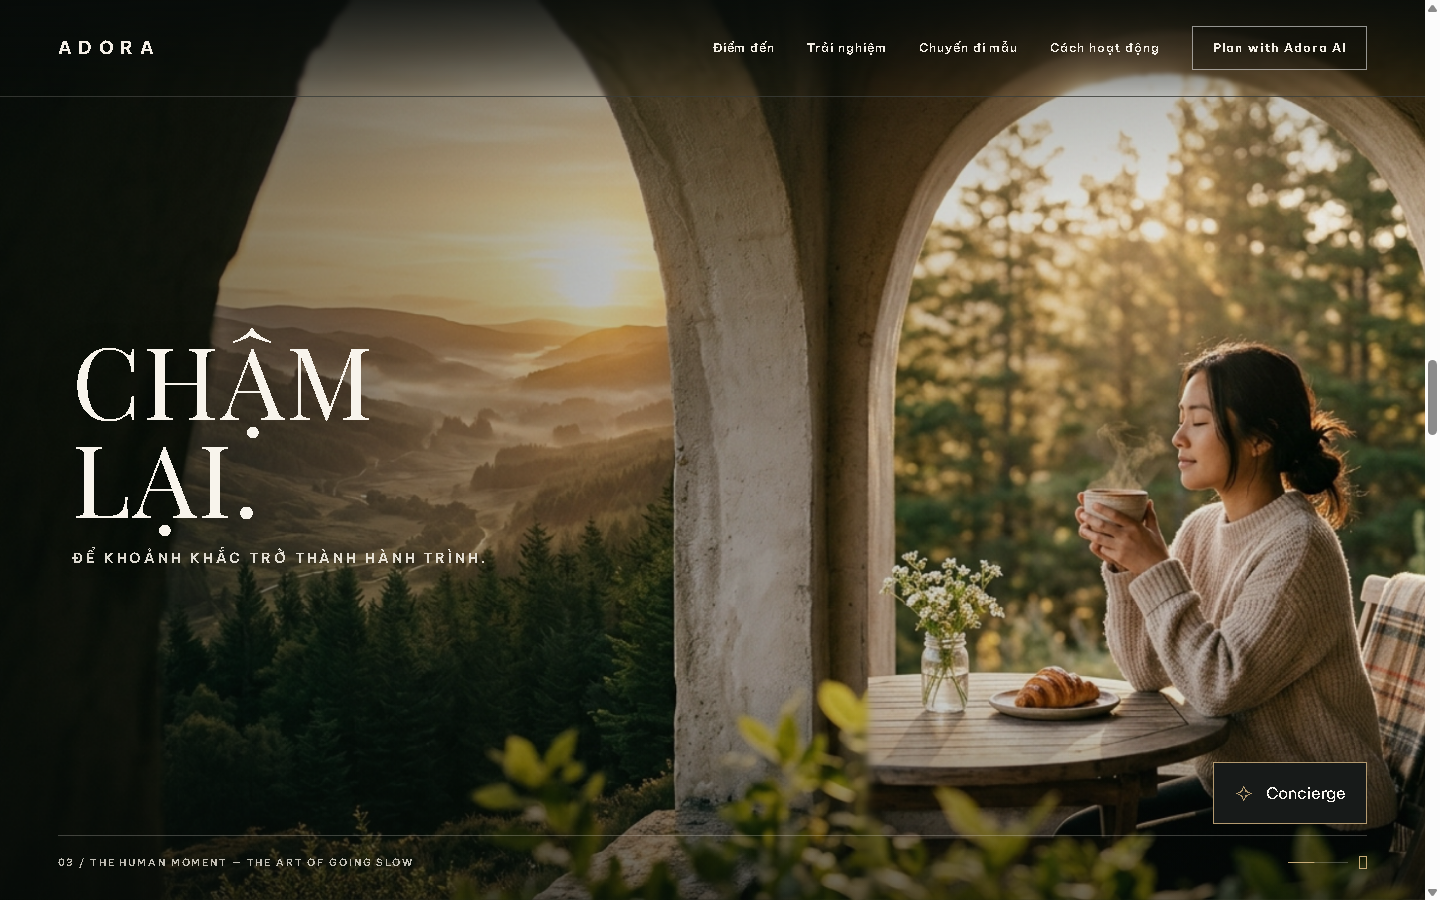 ADORA
Điểm đến
Trải nghiệm
Chuyến đi mẫu
Cách hoạt động
Plan with Adora AI
CHẬM
LẠI.
ĐỂ KHOẢNH KHẮC TRỞ THÀNH HÀNH TRÌNH.
Concierge
03 / THE HUMAN MOMENT — THE ART OF GOING SLOW